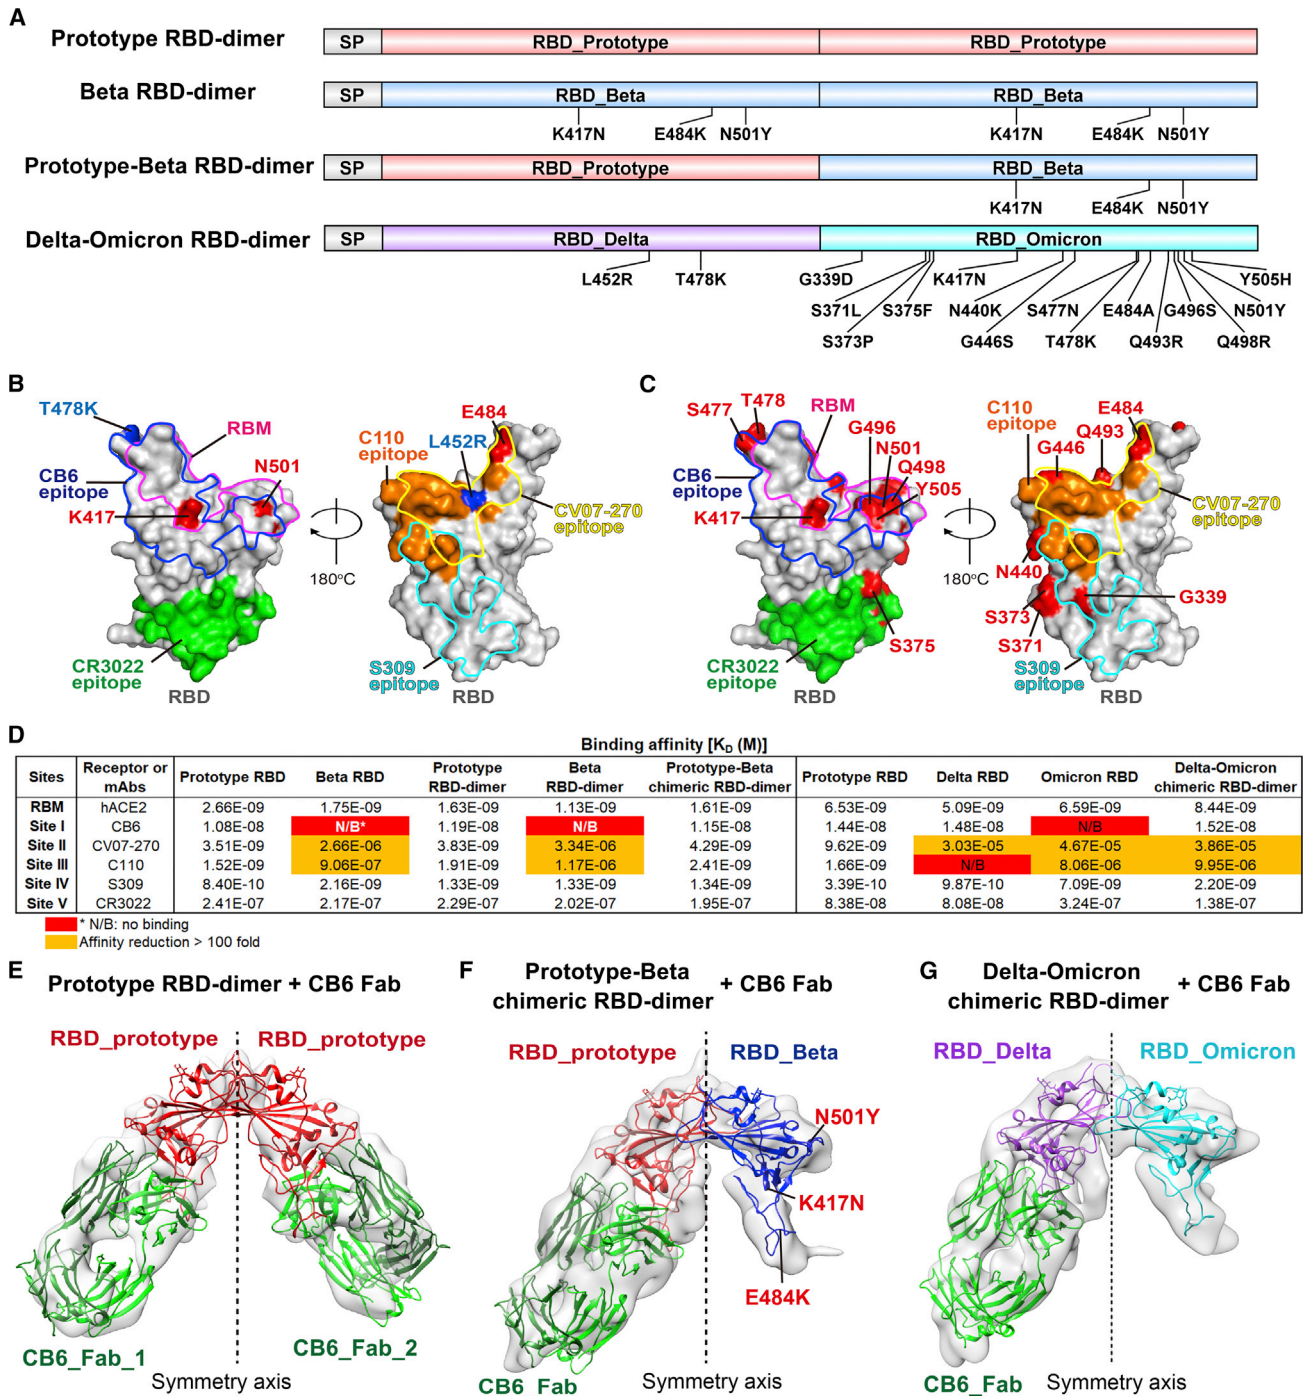 A
Prototype RBD-dimer
SP
RBD_Prototype
RBD_Prototype
Beta RBD-dimer
SP
RBD_Beta
RBD_Beta
K417N
E484K
N501Y
K417N
E484K
N501Y
Prototype-Beta RBD-dimer
SP
RBD_Prototype
RBD_Beta
K417N
E484K
N501Y
Delta-Omicron RBD-dimer
SP
RBD_Delta
RBD_Omicron
L452R
T478K
G339D
K417N
Y505H
S371L
S375F
N440K
S477N
E484A
G496S
N501Y
S373P
G446S
T478K
Q493R
Q498R
B
T478K
RBM
CB6
epitope
N501
K417
CR3022
epitope
RBD
180°C
E484
C110
epitope
L452R
CV07-270
epitope
S309
epitope
RBD
C
S477
T478
RBM
G496
N501
Q498
Y505
CB6
epitope
K417
S375
CR3022
epitope
RBD
180°C
C110
epitope
E484
Q493
G446
CV07-270
epitope
N440
S373
S371
G339
S309
epitope
RBD
D
Binding affinity [K_D (M)]
Sites Receptor or mAbs Prototype RBD Beta RBD Prototype RBD-dimer Beta RBD-dimer Prototype-Beta chimeric RBD-dimer Prototype RBD Delta RBD Omicron RBD Delta-Omicron chimeric RBD-dimer
RBM hACE2 2.66E-09 1.75E-09 1.63E-09 1.13E-09 1.61E-09 6.53E-09 5.09E-09 6.59E-09 8.44E-09
Site I CB6 1.08E-08 N/B* 1.19E-08 N/B 1.15E-08 1.44E-08 1.48E-08 N/B 1.52E-08
Site II CV07-270 3.51E-09 2.66E-06 3.83E-09 3.34E-06 4.29E-09 9.62E-09 3.03E-05 4.67E-05 3.86E-05
Site III C110 1.52E-09 9.06E-07 1.91E-09 1.17E-06 2.41E-09 1.66E-09 N/B 8.06E-06 9.95E-06
Site IV S309 8.40E-10 2.16E-09 1.33E-09 1.33E-09 1.34E-09 3.39E-10 9.87E-10 7.09E-09 2.20E-09
Site V CR3022 2.41E-07 2.17E-07 2.29E-07 2.02E-07 1.95E-07 8.38E-08 8.08E-08 3.24E-07 1.38E-07
* N/B: no binding
Affinity reduction > 100 fold
E
Prototype RBD-dimer + CB6 Fab
RBD_prototype
RBD_prototype
CB6_Fab_1
CB6_Fab_2
Symmetry axis
F
Prototype-Beta
chimeric RBD-dimer
+ CB6 Fab
RBD_prototype
RBD_Beta
N501Y
K417N
E484K
CB6_Fab
Symmetry axis
G
Delta-Omicron
chimeric RBD-dimer
+ CB6 Fab
RBD_Delta
RBD_Omicron
CB6_Fab
Symmetry axis